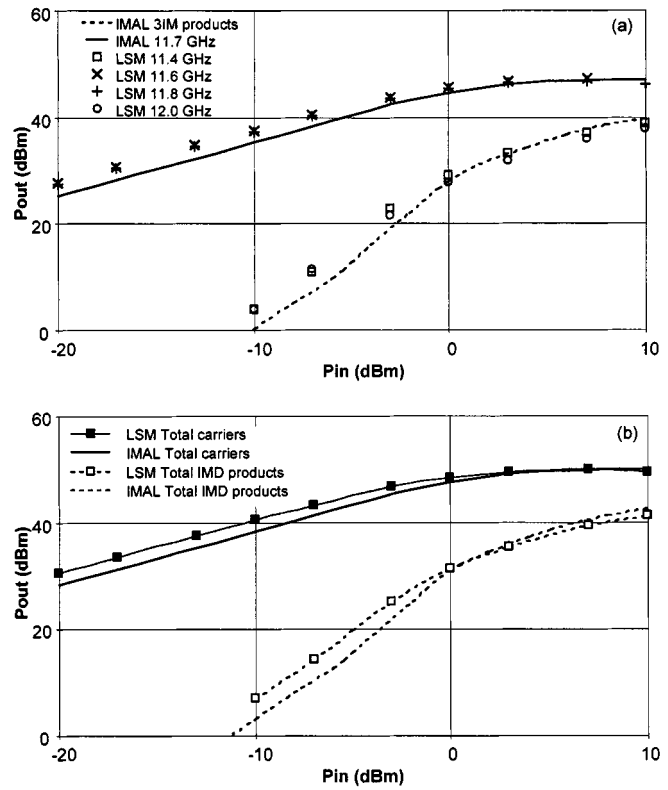 (a)
IMAL 3IM products
IMAL 11.7 GHz
LSM 11.4 GHz
LSM 11.6 GHz
LSM 11.8 GHz
LSM 12.0 GHz
Pout (dBm)
60
40
20
0
-20
-10
0
10
Pin (dBm)
(b)
LSM Total carriers
IMAL Total carriers
LSM Total IMD products
IMAL Total IMD products
Pout (dBm)
60
40
20
0
-20
-10
0
10
Pin (dBm)